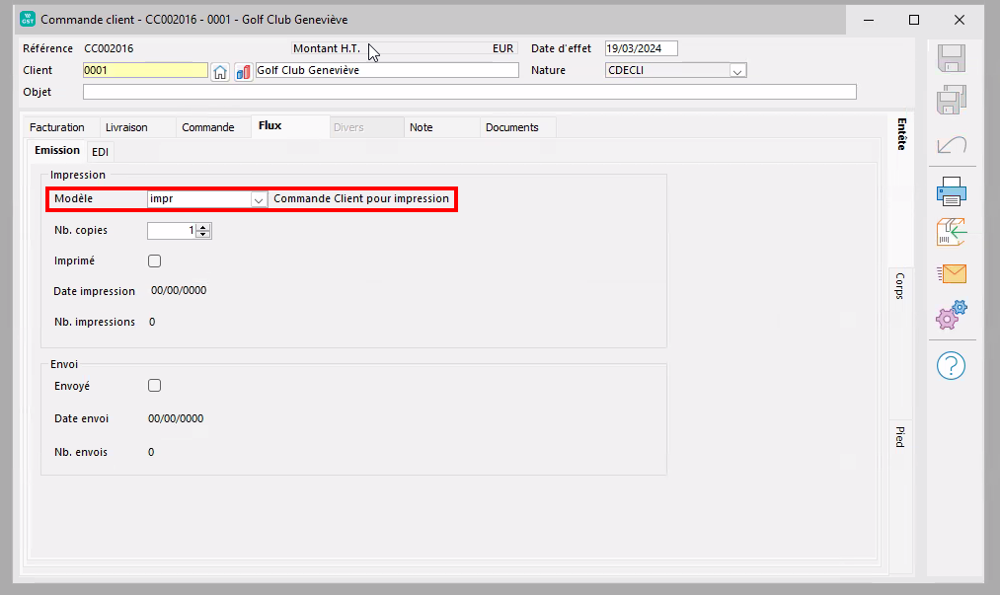 Commande client - CC002016 - 0001 - Golf Club Geneviève
Référence CC002016 Montant H.T. EUR Date d'effet 19/03/2024
Client 0001 Golf Club Geneviève Nature CDECLI
Objet
Facturation Livraison Commande Flux Divers Note Documents
Emission EDI
Impression
Modèle impr Commande Client pour impression
Nb. copies 1
Imprimé
Date impression 00/00/0000
Nb. impressions 0
Envoi
Envoyé
Date envoi 00/00/0000
Nb. envois 0
Entête
Corps
Pied
?